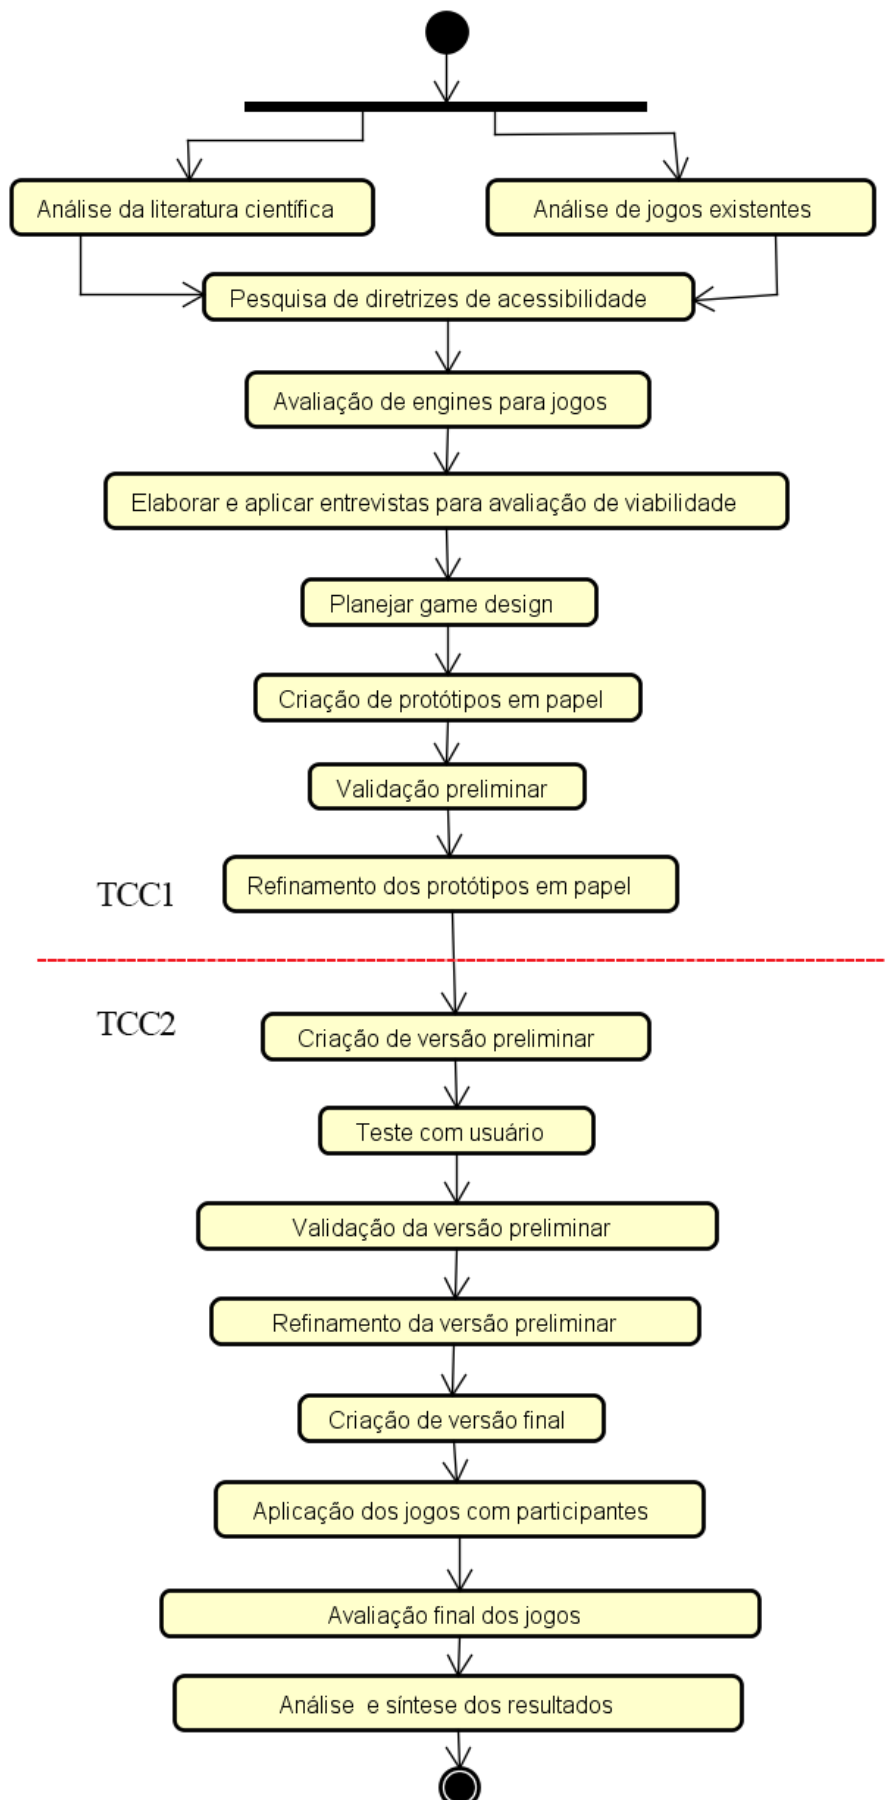 Análise da literatura científica
Análise de jogos existentes
Pesquisa de diretrizes de acessibilidade
Avaliação de engines para jogos
Elaborar e aplicar entrevistas para avaliação de viabilidade
Planejar game design
Criação de protótipos em papel
Validação preliminar
Refinamento dos protótipos em papel
TCC1
TCC2
Criação de versão preliminar
Teste com usuário
Validação da versão preliminar
Refinamento da versão preliminar
Criação de versão final
Aplicação dos jogos com participantes
Avaliação final dos jogos
Análise e síntese dos resultados